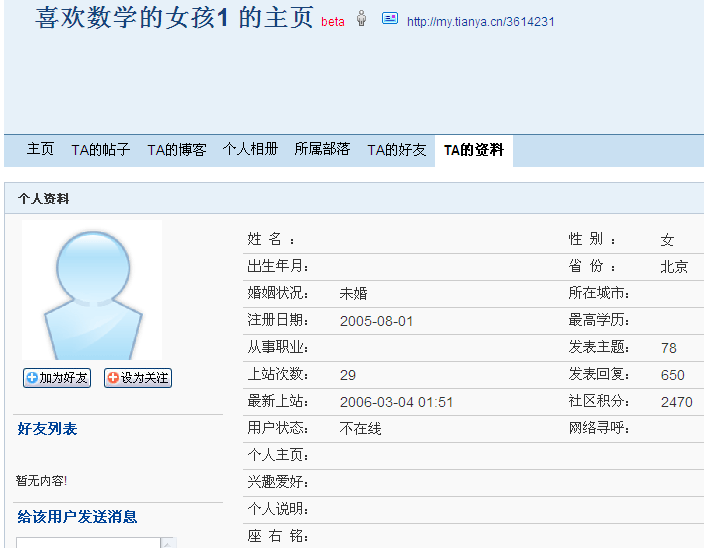 喜欢数学的女孩1 的主页 beta http://my.tianya.cn/3614231
主页 TA的帖子 TA的博客 个人相册 所属部落 TA的好友 TA的资料
个人资料
姓 名 : 性 别 : 女
出生年月: 省 份 : 北京
婚姻状况: 未婚 所在城市:
注册日期: 2005-08-01 最高学历:
从事职业: 发表主题: 78
上站次数: 29 发表回复: 650
最新上站: 2006-03-04 01:51 社区积分: 2470
用户状态: 不在线 网络寻呼:
个人主页:
兴趣爱好:
个人说明:
座 右 铭:
加为好友 设为关注
好友列表
暂无内容!
给该用户发送消息